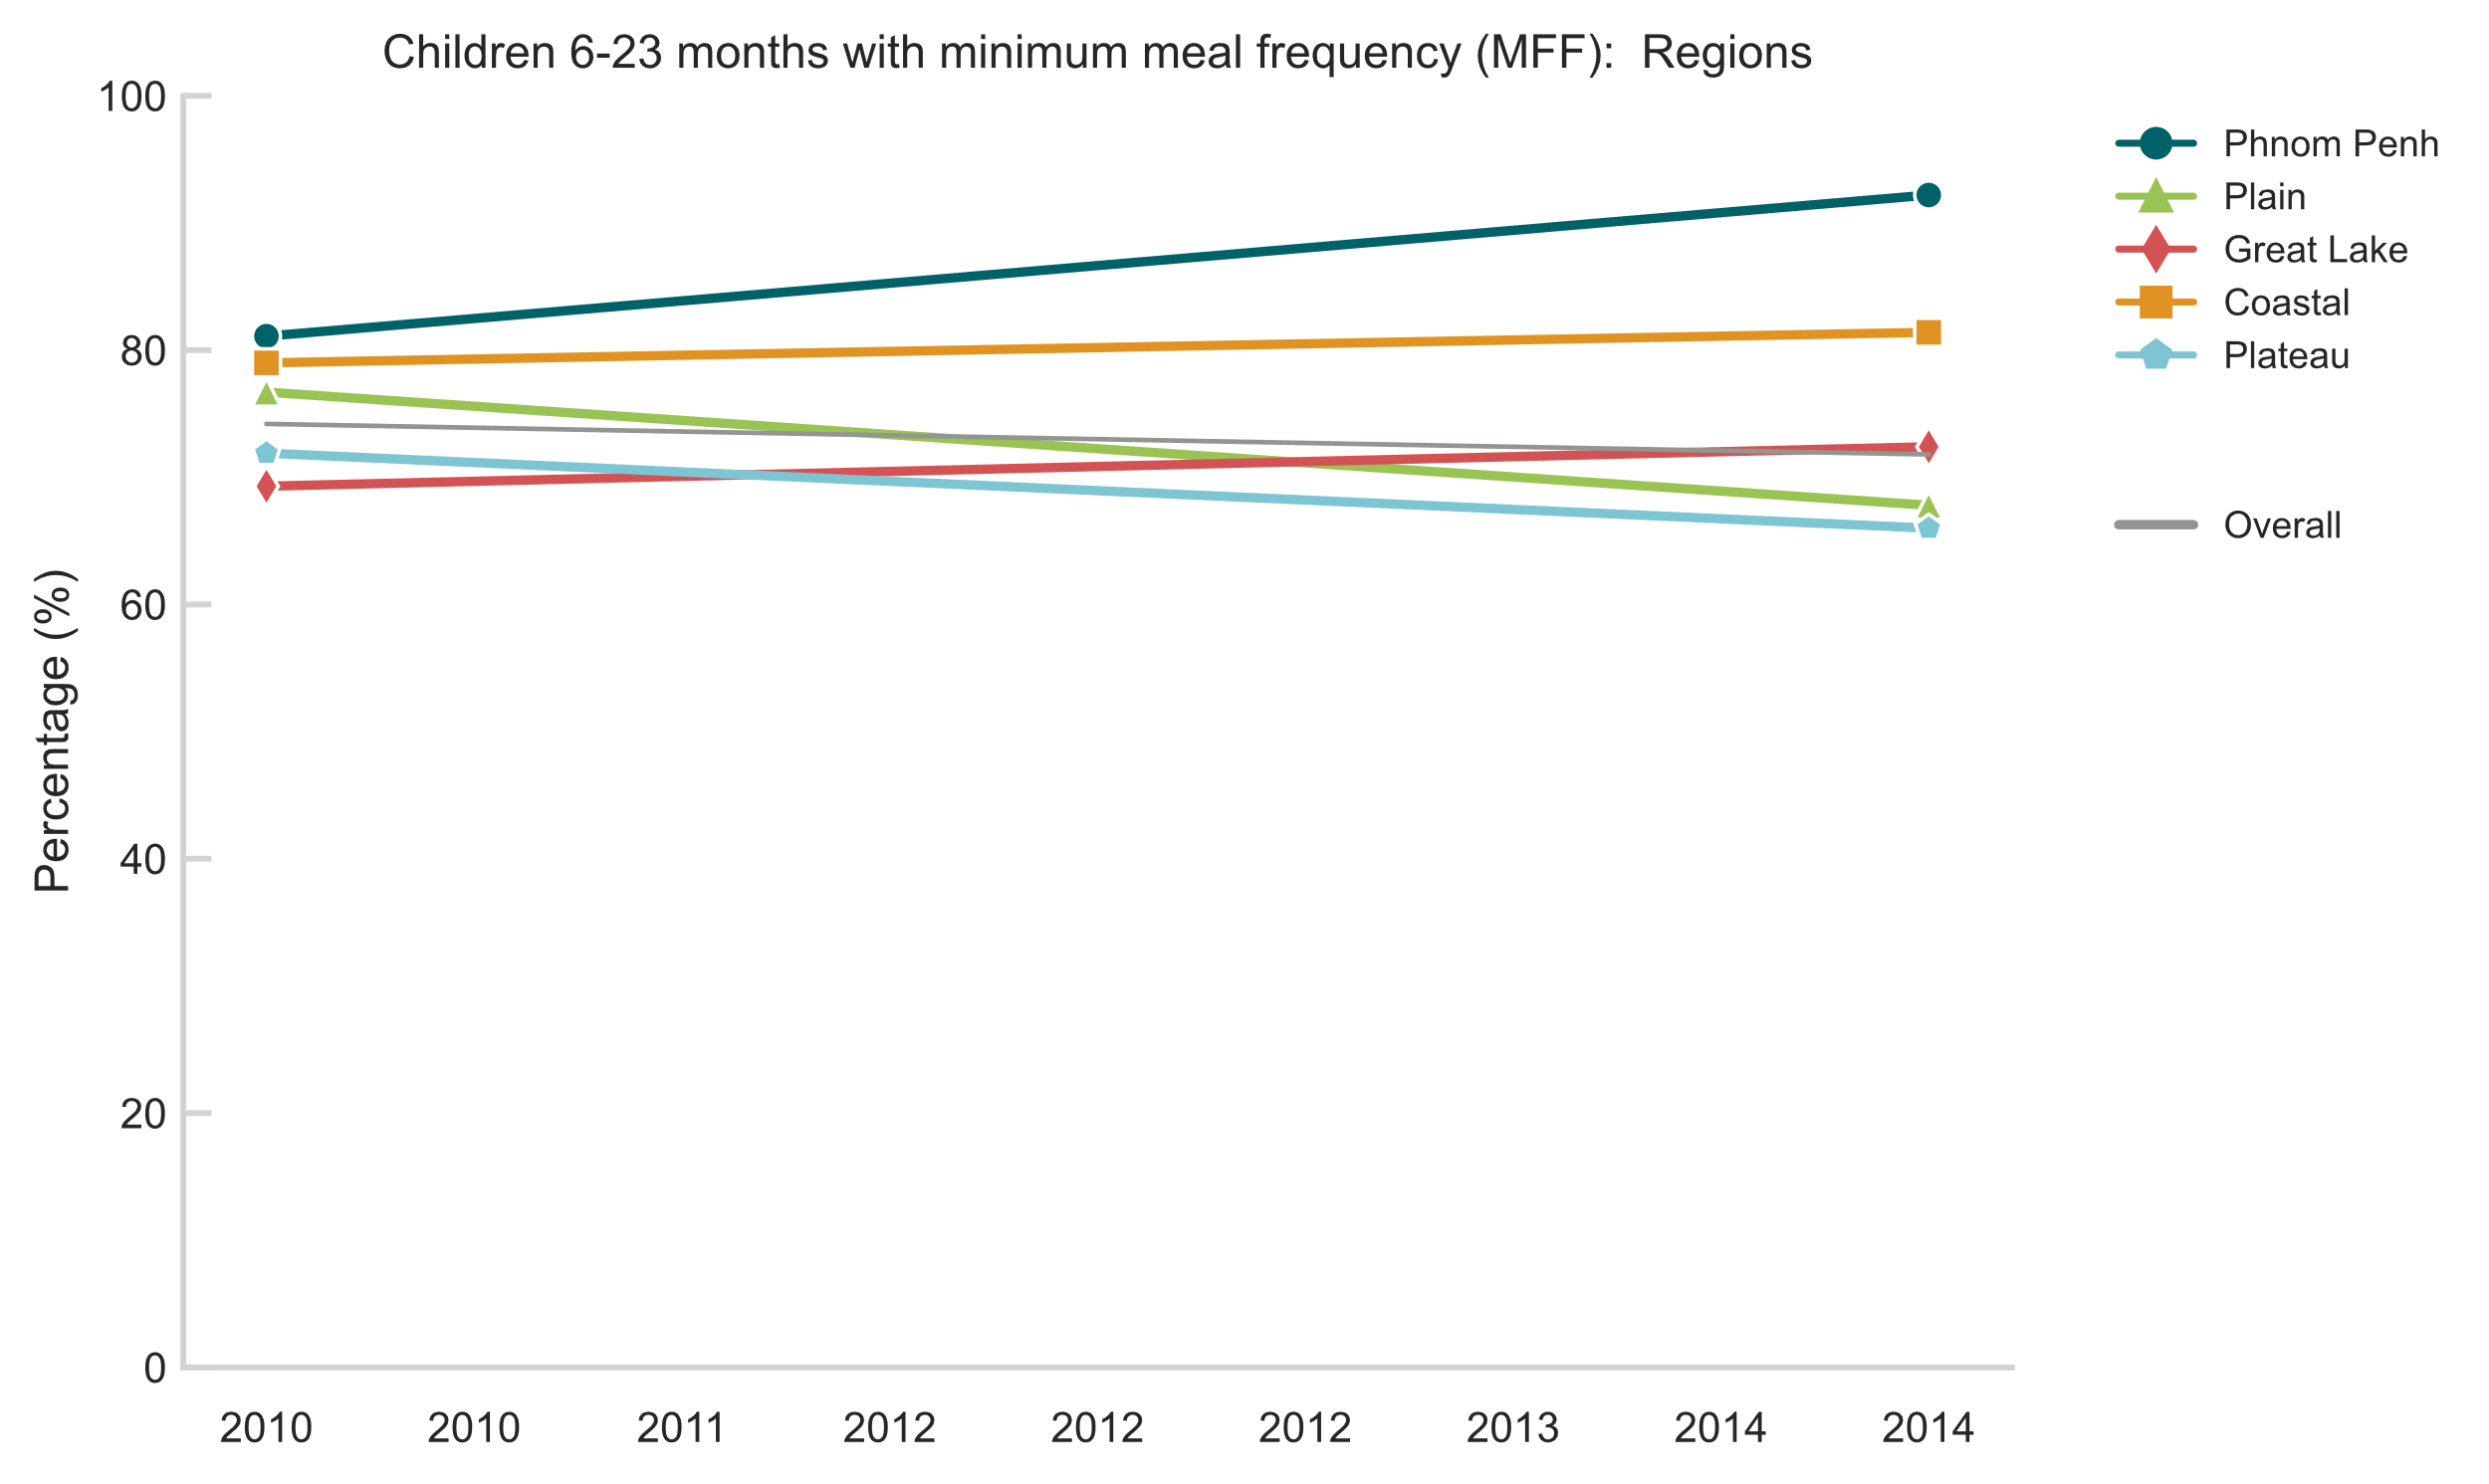 Children 6-23 months with minimum meal frequency (MFF): Regions
100
80
60
40
20
0
Percentage (%)
2010 2010 2011 2012 2012 2012 2013 2014 2014
Phnom Penh
Plain
Great Lake
Coastal
Plateau
Overall